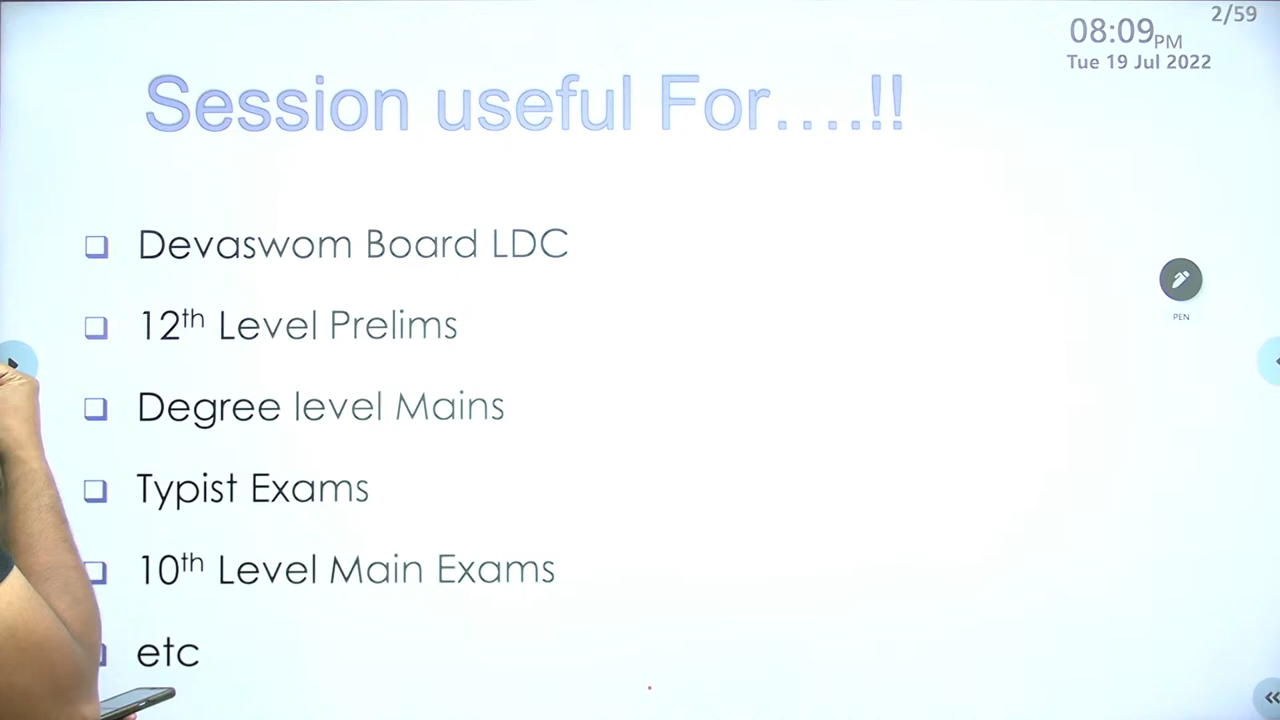 2/59
08:09PM
Tue 19 Jul 2022
Session useful For....!!
Devaswom Board LDC
12th Level Prelims
PEN
Degree level Mains
Typist Exams
10th Level Main Exams
etc